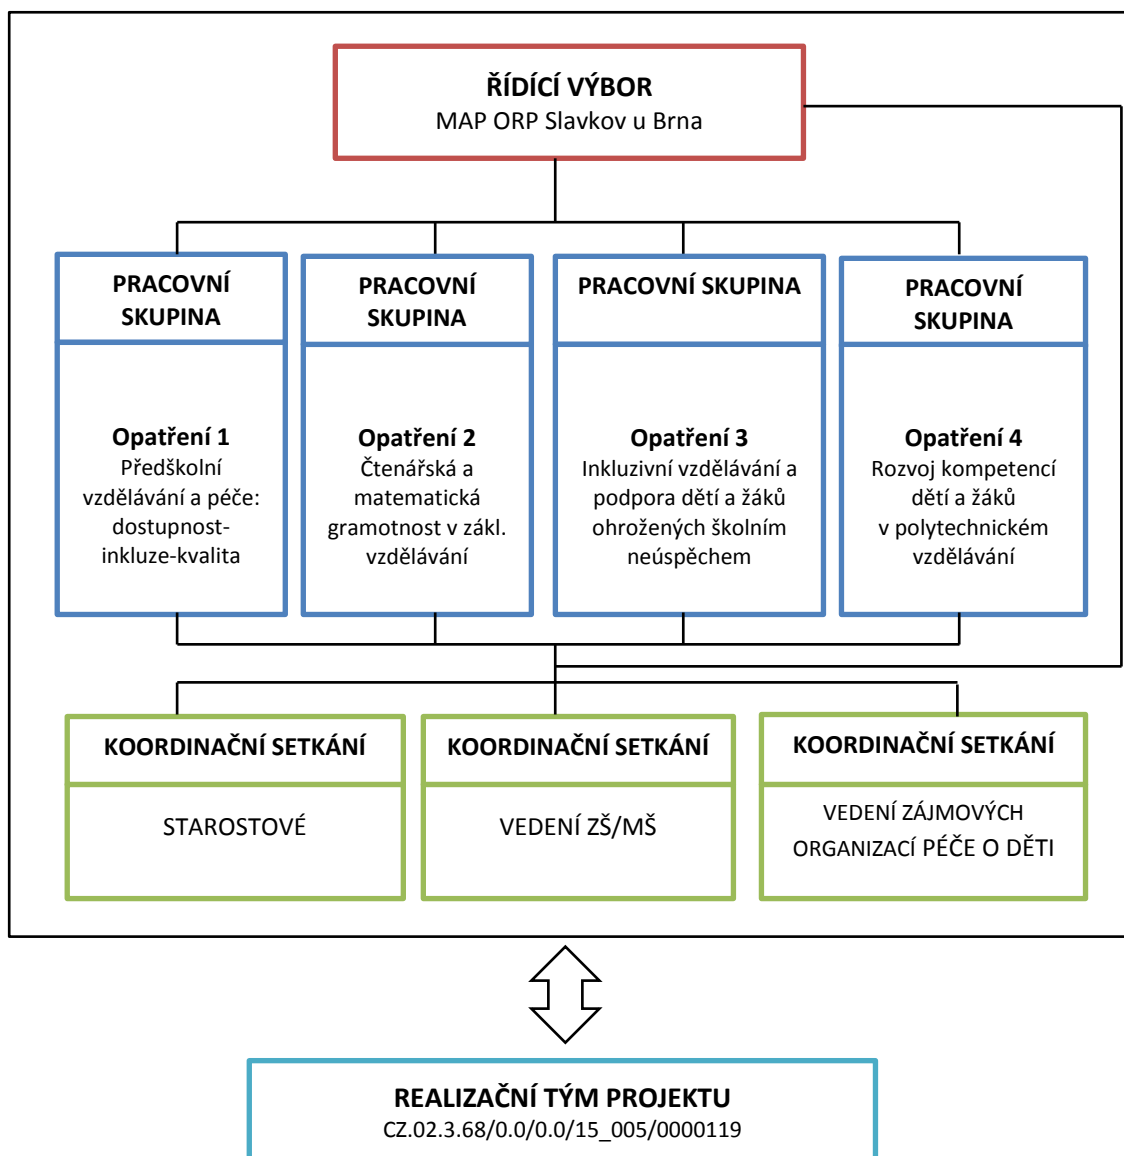 ŘÍDÍCÍ VÝBOR
MAP ORP Slavkov u Brna
PRACOVNÍ
SKUPINA
Opatření 1
Předškolní
vzdělávání a péče:
dostupnost-
inkluze-kvalita
PRACOVNÍ
SKUPINA
Opatření 2
Čtenářská a
matematická
gramotnost v zákl.
vzdělávání
PRACOVNÍ SKUPINA
Opatření 3
Inkluzivní vzdělávání a
podpora dětí a žáků
ohrožených školním
neúspěchem
PRACOVNÍ
SKUPINA
Opatření 4
Rozvoj kompetencí
dětí a žáků
v polytechnickém
vzdělávání
KOORDINAČNÍ SETKÁNÍ
STAROSTOVÉ
KOORDINAČNÍ SETKÁNÍ
VEDENÍ ZŠ/MŠ
KOORDINAČNÍ SETKÁNÍ
VEDENÍ ZÁJMOVÝCH
ORGANIZACÍ PÉČE O DĚTI
REALIZAČNÍ TÝM PROJEKTU
CZ.02.3.68/0.0/0.0/15_005/0000119